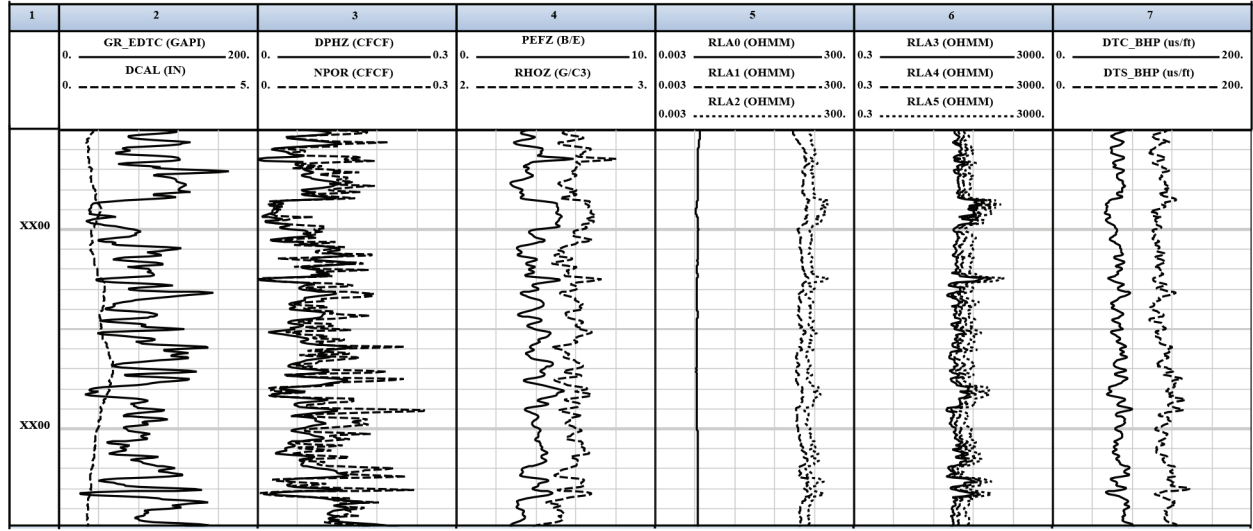 1 2 3 4 5 6 7
GR_EDTC (GAPI)
0. 200.
DCAL (IN)
0. 5.
DPHZ (CFCF)
0. 0.3
NPOR (CFCF)
0. 0.3
PEFZ (B/E)
0. 10.
RHOZ (G/C3)
2. 3.
RLA0 (OHMM)
0.003 300.
RLA1 (OHMM)
0.003 300.
RLA2 (OHMM)
0.003 300.
RLA3 (OHMM)
0.3 3000.
RLA4 (OHMM)
0.3 3000.
RLA5 (OHMM)
0.3 3000.
DTC_BHP (us/ft)
0. 200.
DTS_BHP (us/ft)
0. 200.
XX00
XX00